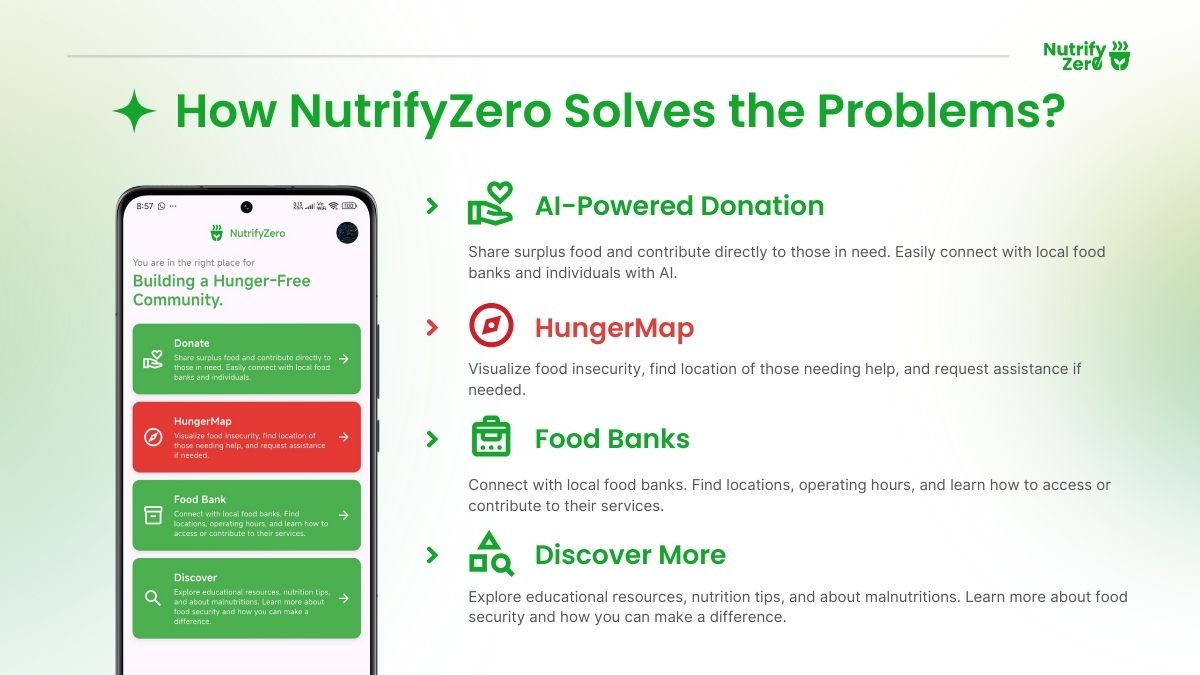 Nutrify
Zero
How NutrifyZero Solves the Problems?
8:57
NutrifyZero
You are in the right place for
Building a Hunger-Free
Community.
Donate
Share surplus food and contribute directly to
those in need. Easily connect with local food
banks and individuals.
HungerMap
Visualize food insecurity, find location of
those needing help, and request assistance
if needed.
Food Bank
Connect with local food banks. Find
locations, operating hours, and learn how to
access or contribute to their services.
Discover
Explore educational resources, nutrition tips,
and about malnutritions. Learn more about
food security and how you can make a
difference.
AI-Powered Donation
Share surplus food and contribute directly to those in need. Easily connect with local food
banks and individuals with AI.
HungerMap
Visualize food insecurity, find location of those needing help, and request assistance if
needed.
Food Banks
Connect with local food banks. Find locations, operating hours, and learn how to access or
contribute to their services.
Discover More
Explore educational resources, nutrition tips, and about malnutritions. Learn more about food
security and how you can make a difference.